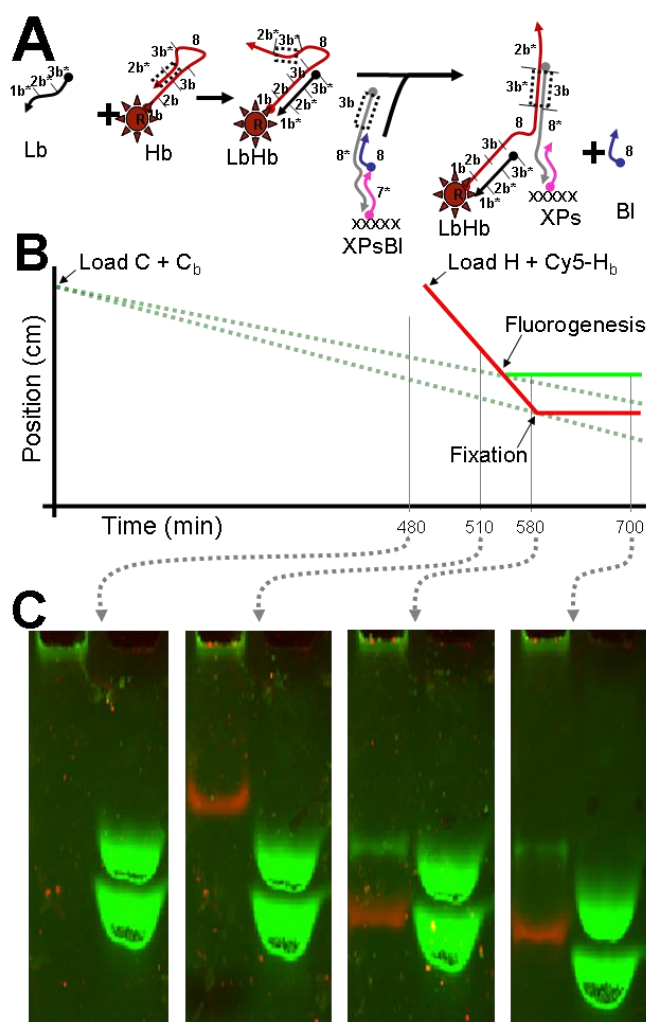 A
3b*
2b*
1b*
Lb
+
8
3b*
2b*
3b
2b
1b
R
Hb
8
3b*
2b*
3b
2b
3b*
1b
2b*
1b*
R
LbHb
3b
8*
8
7*
XXXXX
XPsBl
2b*
3b*
3b
8
8*
3b
2b
3b*
1b
2b*
1b*
R
LbHb
XXXXX
XPs
+
8
Bl
B
Load C + Cb
Load H + Cy5-Hb
Fluorogenesis
Fixation
Position (cm)
Time (min)
480
510
580
700
C